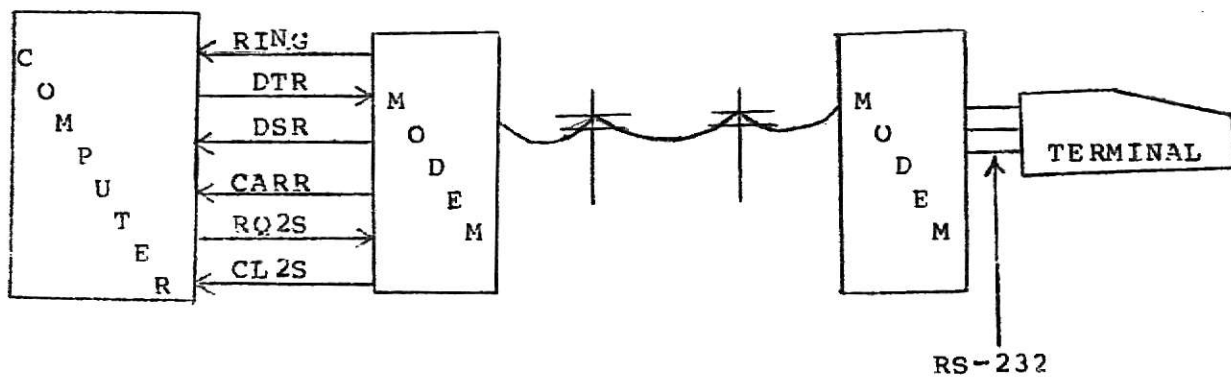 COMPUTER
RING
DTR
DSR
CARR
RQ2S
CL2S
MODEM
MODEM
TERMINAL
RS-232